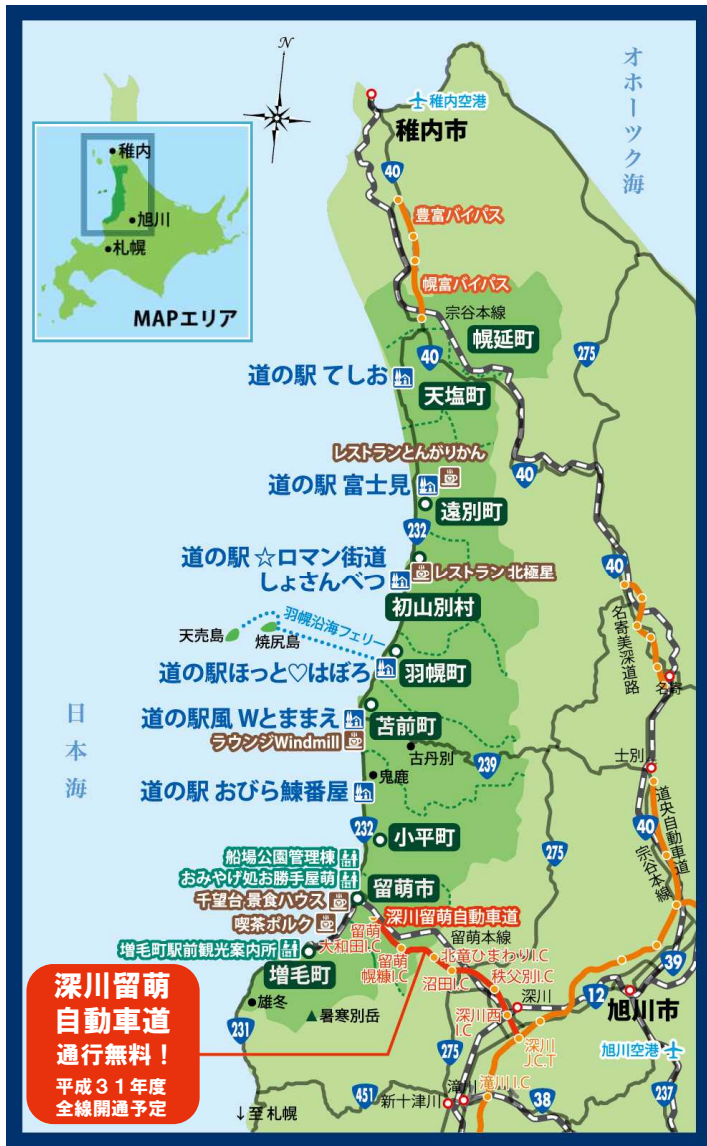 N
オホーツク海
稚内空港
稚内市
稚内
旭川
札幌
MAPエリア
40
豊富バイパス
幌富バイパス
宗谷本線
幌延町
275
40
道の駅 てしお
天塩町
レストランとんがりかん
40
道の駅 富士見
遠別町
232
道の駅 ☆ロマン街道
しょさんべつ
レストラン 北極星
40
初山別村
羽幌沿海フェリー
天売島
焼尻島
名寄美深道路
道の駅ほっと♡はぼろ
羽幌町
名寄
日本海
道の駅風 Wとままえ
苫前町
ラウンジWindmill
古丹別
239
士別
鬼鹿
道の駅 おびら鰊番屋
道央自動車道
232
小平町
40
宗谷本線
275
船場公園管理棟
おみやげ処お勝手屋萌
留萌市
千望台 景食ハウス
喫茶ポルク
深川留萌自動車道
留萌
大和田I.C
留萌本線
増毛町駅前観光案内所
留萌
幌糠I.C
北竜ひまわりI.C
39
増毛町
沼田I.C
秩父別I.C
深川留萌
自動車道
通行無料！
平成３１年度
全線開通予定
雄冬
暑寒別岳
深川
12
旭川市
深川西
I.C
231
275
深川
J.C.T
旭川空港
滝川
滝川I.C
451
新十津川
38
237
↓至 札幌